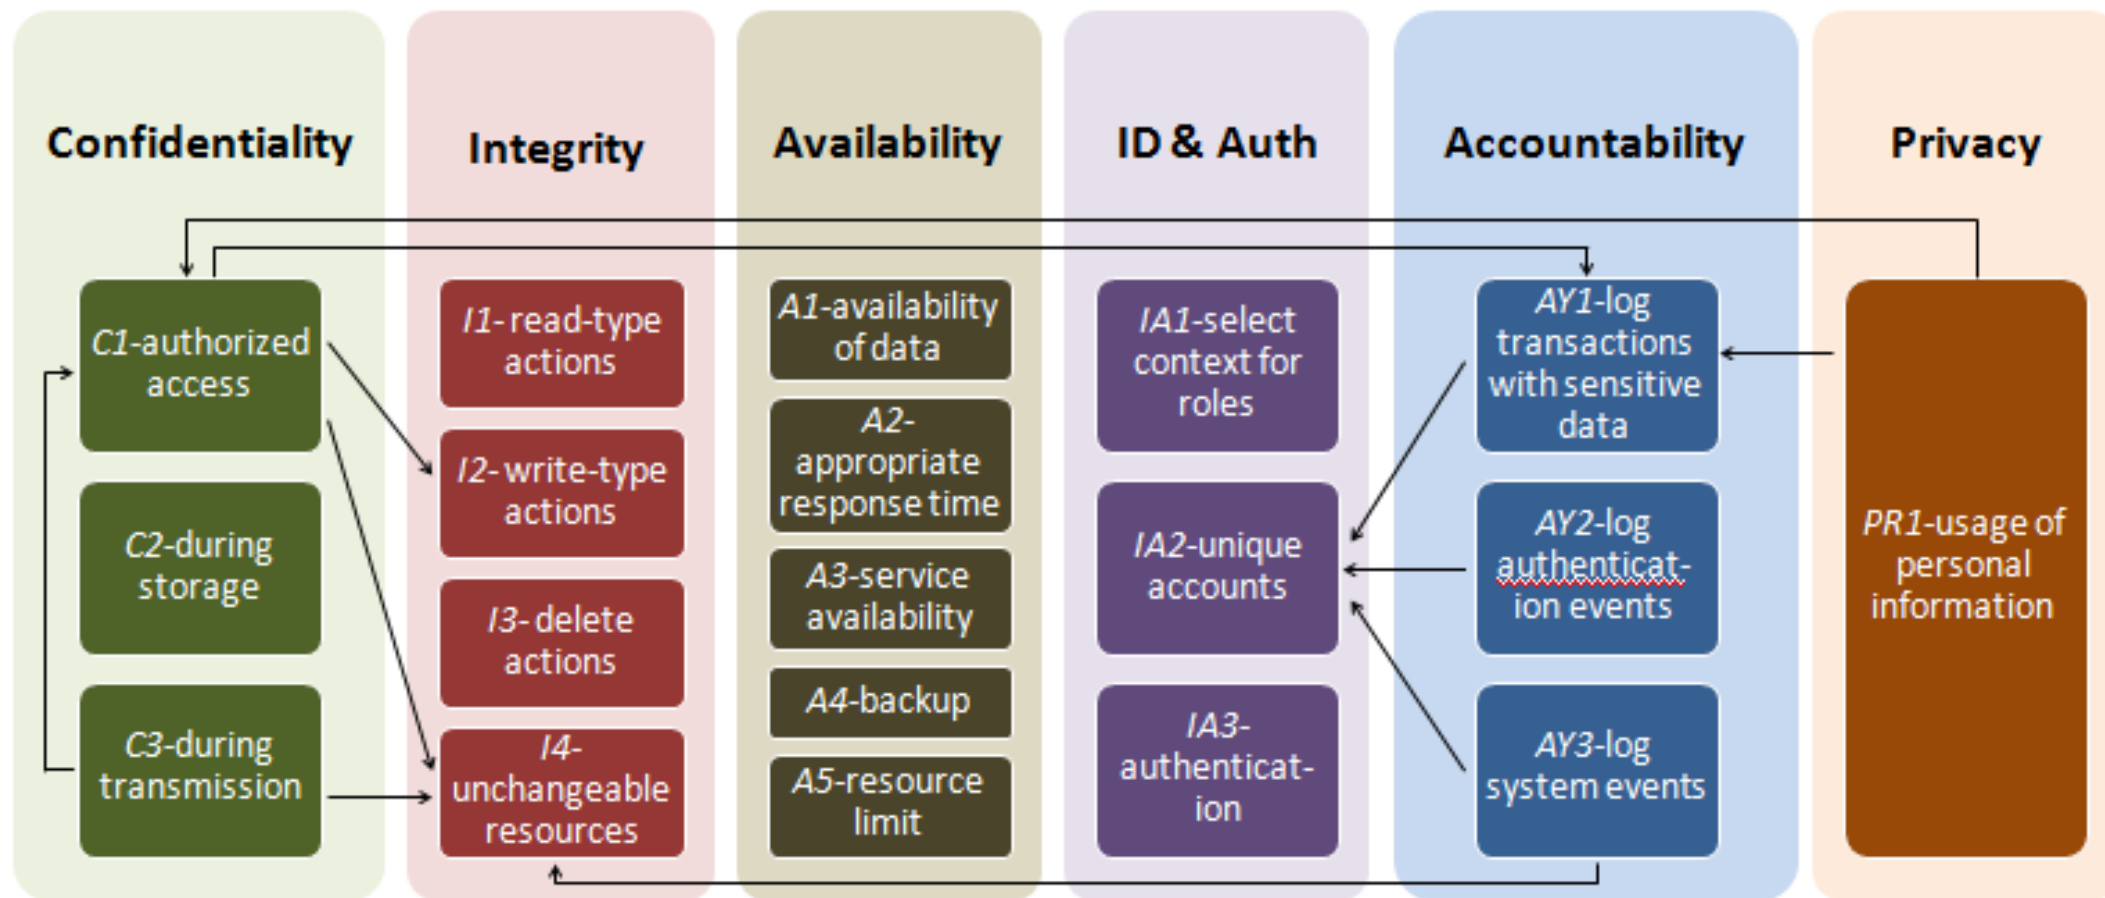 Confidentiality
Integrity
Availability
ID & Auth
Accountability
Privacy
C1-authorized
access
C2-during
storage
C3-during
transmission
I1- read-type
actions
I2- write-type
actions
I3- delete
actions
I4-
unchangeable
resources
A1-availability
of data
A2-
appropriate
response time
A3-service
availability
A4-backup
A5-resource
limit
IA1-select
context for
roles
IA2-unique
accounts
IA3-
authenticat-
ion
AY1-log
transactions
with sensitive
data
AY2-log
authenticat-
ion events
AY3-log
system events
PR1-usage of
personal
information